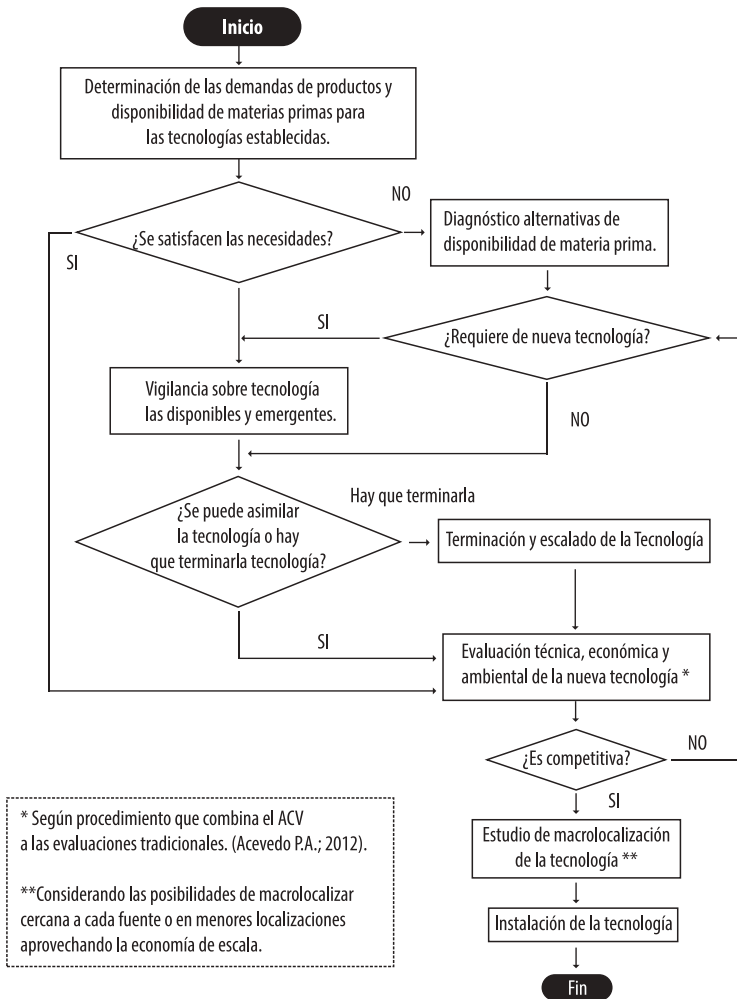 Inicio
Determinación de las demandas de productos y
disponibilidad de materias primas para
las tecnologías establecidas.
NO
¿Se satisfacen las necesidades?
SI
Diagnóstico alternativas de
disponibilidad de materia prima.
SI
¿Requiere de nueva tecnología?
NO
Vigilancia sobre tecnología
las disponibles y emergentes.
Hay que terminarla
¿Se puede asimilar
la tecnología o hay
que terminarla tecnología?
Terminación y escalado de la Tecnología
SI
Evaluación técnica, económica y
ambiental de la nueva tecnología *
¿Es competitiva?
NO
SI
Estudio de macrolocalización
de la tecnología **
Instalación de la tecnología
Fin
* Según procedimiento que combina el ACV
a las evaluaciones tradicionales. (Acevedo P.A.; 2012).
**Considerando las posibilidades de macrolocalizar
cercana a cada fuente o en menores localizaciones
aprovechando la economía de escala.